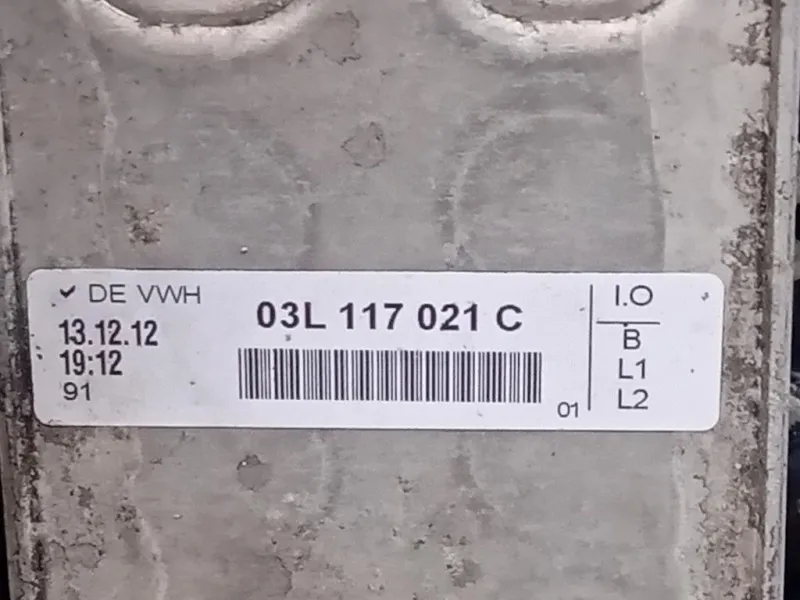 DE VWH
13.12.12
19:12
91
03L 117 021 C
01
I.O
B
L1
L2